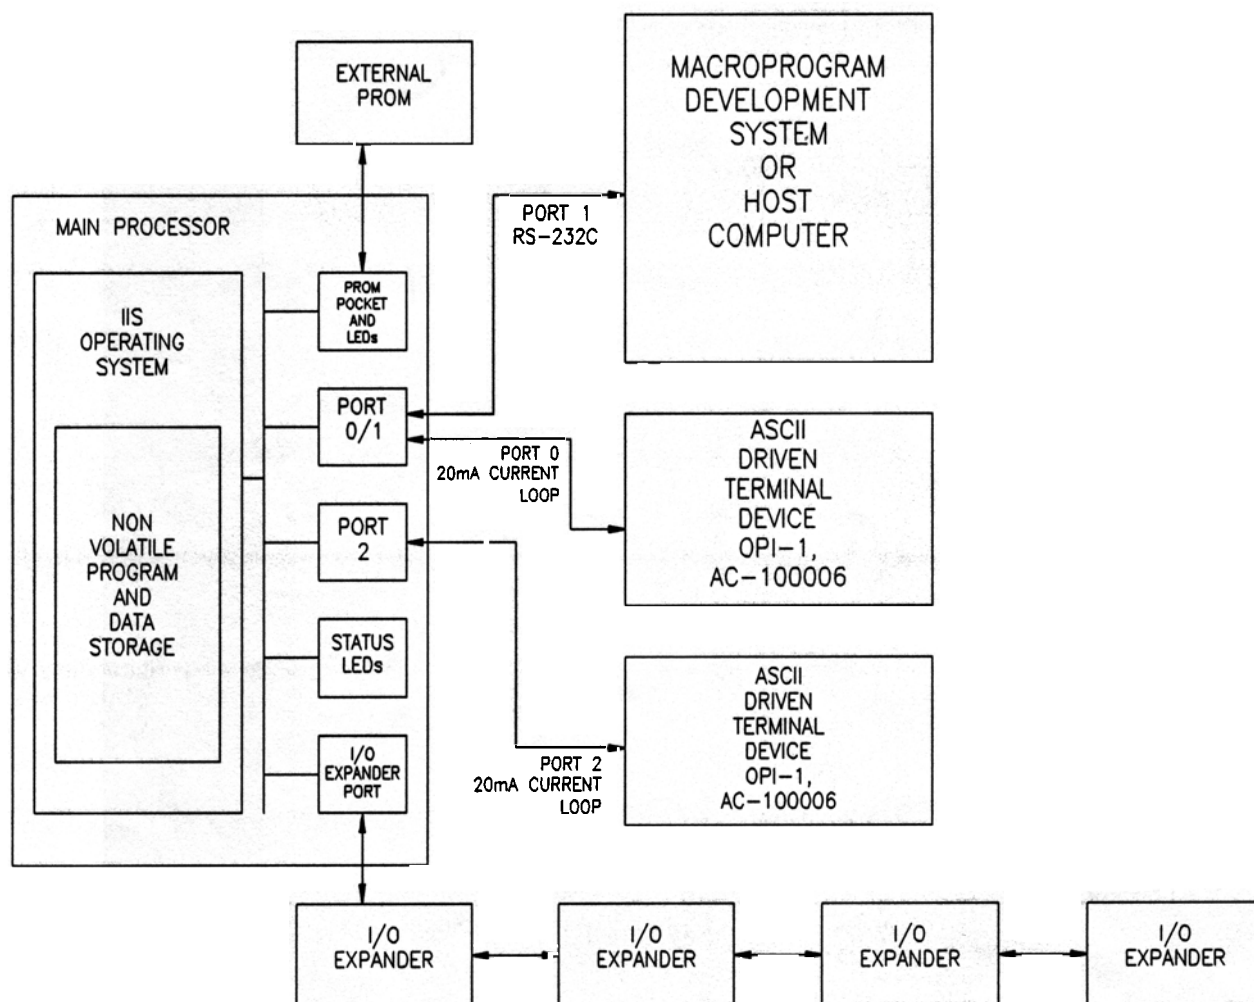 EXTERNAL
PROM
MACROPROGRAM
DEVELOPMENT
SYSTEM
OR
HOST
COMPUTER
MAIN PROCESSOR
PORT 1
RS-232C
IIS
OPERATING
SYSTEM
NON
VOLATILE
PROGRAM
AND
DATA
STORAGE
PROM
POCKET
AND
LEDs
PORT
0/1
PORT 0
20mA CURRENT
LOOP
ASCII
DRIVEN
TERMINAL
DEVICE
OPI-1,
AC-100006
PORT
2
STATUS
LEDs
I/O
EXPANDER
PORT
PORT 2
20mA CURRENT
LOOP
ASCII
DRIVEN
TERMINAL
DEVICE
OPI-1,
AC-100006
I/O
EXPANDER
I/O
EXPANDER
I/O
EXPANDER
I/O
EXPANDER